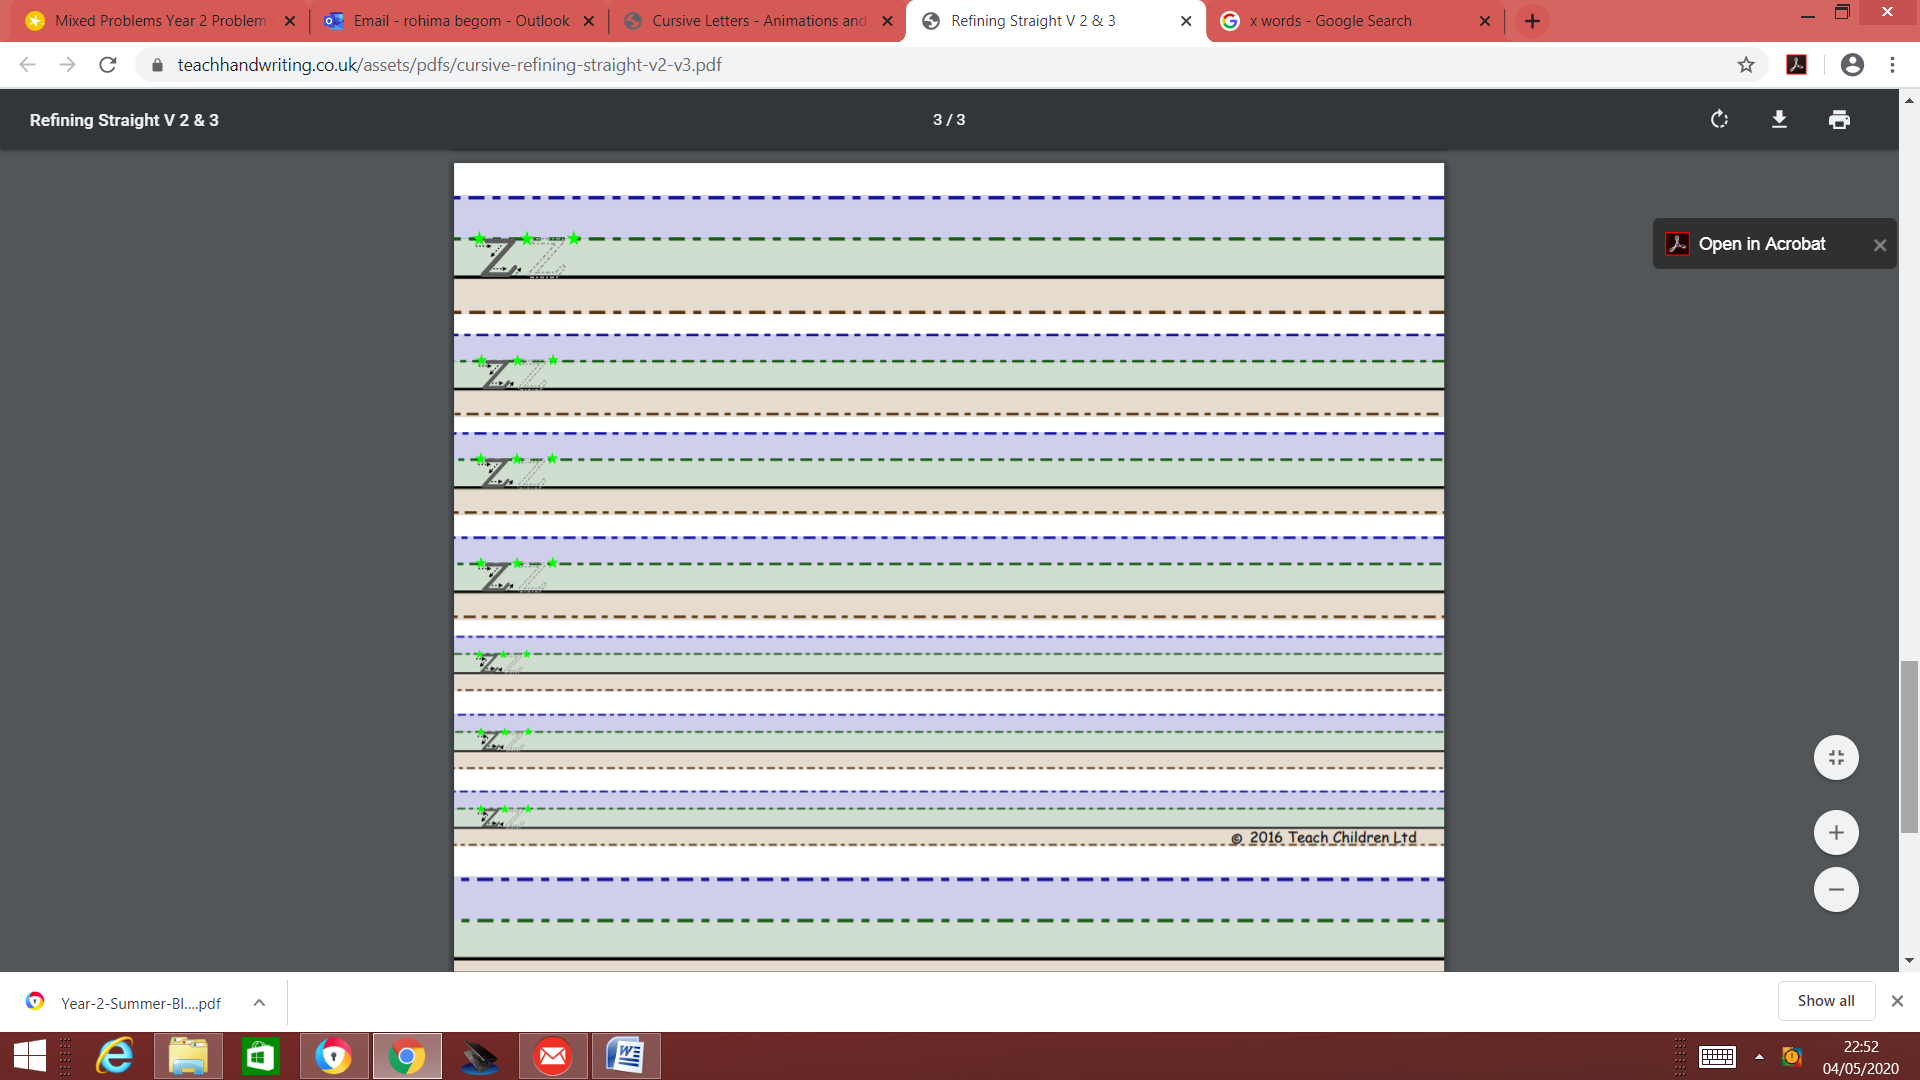 Mixed Problems Year 2 Problem
Email - rohima begom - Outlook
Cursive Letters - Animations and
Refining Straight V 2 & 3
x words - Google Search
teachhandwriting.co.uk/assets/pdfs/cursive-refining-straight-v2-v3.pdf
Refining Straight V 2 & 3
3 / 3
Open in Acrobat
z z
z z
z z
z z
z z
z z
z z
© 2016 Teach Children Ltd
Year-2-Summer-Bl....pdf
Show all
22:52
04/05/2020